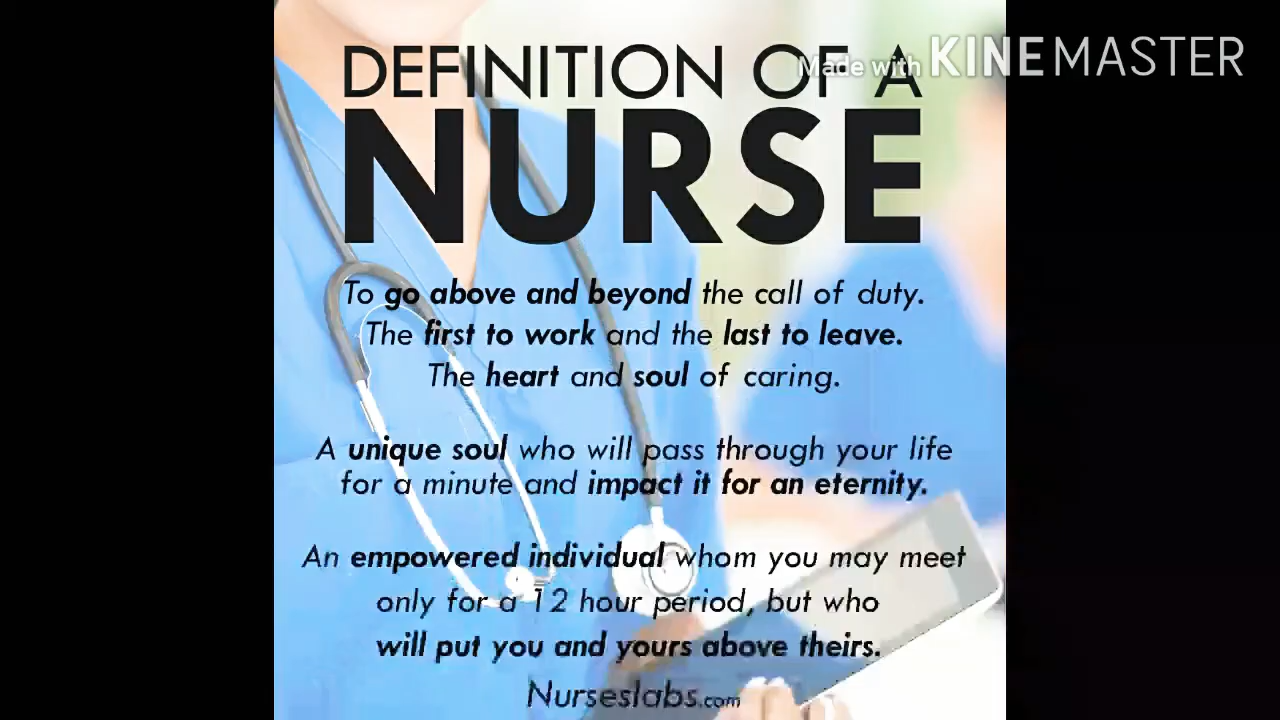 Made with KINEMASTER
DEFINITION OF A
NURSE
To go above and beyond the call of duty.
The first to work and the last to leave.
The heart and soul of caring.
A unique soul who will pass through your life
for a minute and impact it for an eternity.
An empowered individual whom you may meet
only for a 12 hour period, but who
will put you and yours above theirs.
Nurseslabs.com